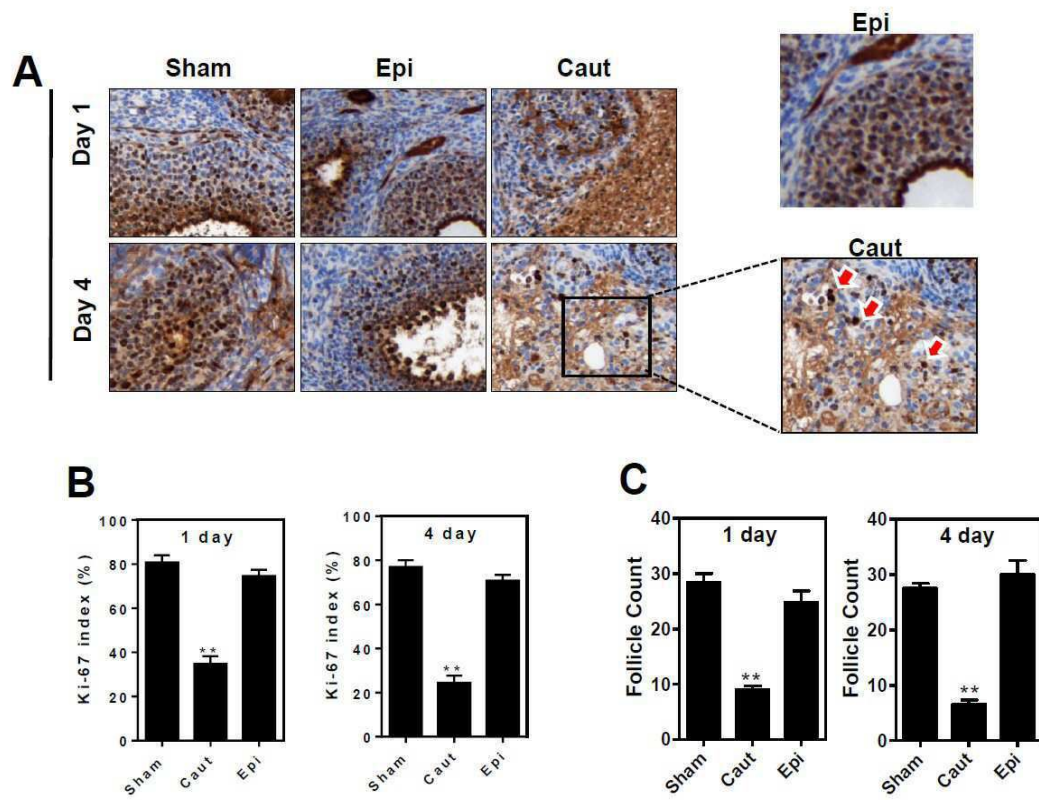 Epi
A
Sham Epi Caut
Day 1
Caut
Day 4
B
C
100
80
60
40
20
0
Ki-67 index (%)
1 day
**
Sham Caut Epi
100
80
60
40
20
0
Ki-67 index (%)
4 day
**
Sham Caut Epi
40
30
20
10
0
Follicle Count
1 day
**
Sham Caut Epi
40
30
20
10
0
Follicle Count
4 day
**
Sham Caut Epi